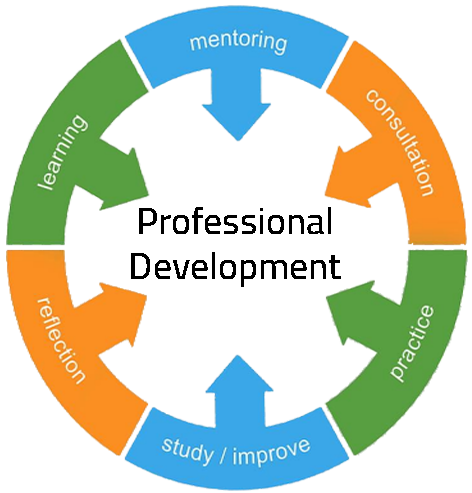 mentoring
consultation
practice
study / improve
reflection
learning
Professional
Development